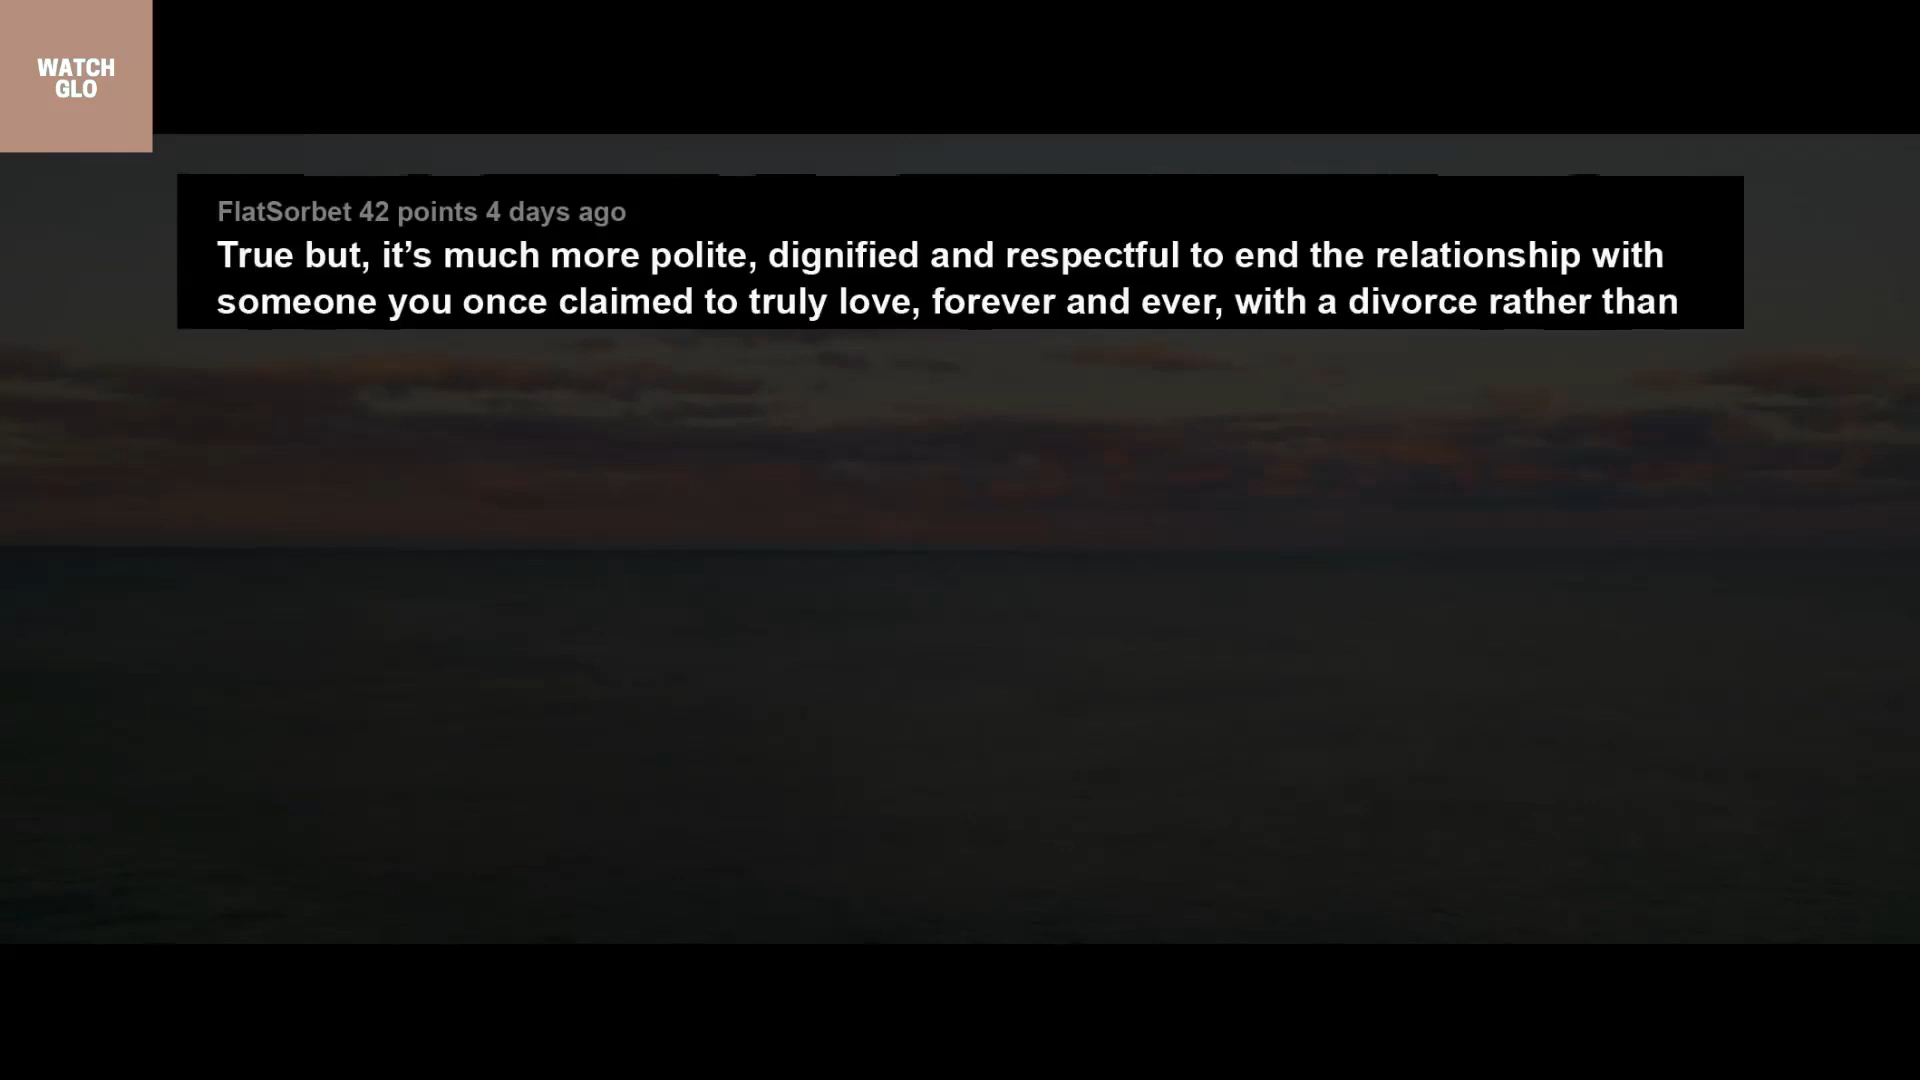 WATCH
GLO
FlatSorbet 42 points 4 days ago
True but, it’s much more polite, dignified and respectful to end the relationship with
someone you once claimed to truly love, forever and ever, with a divorce rather than